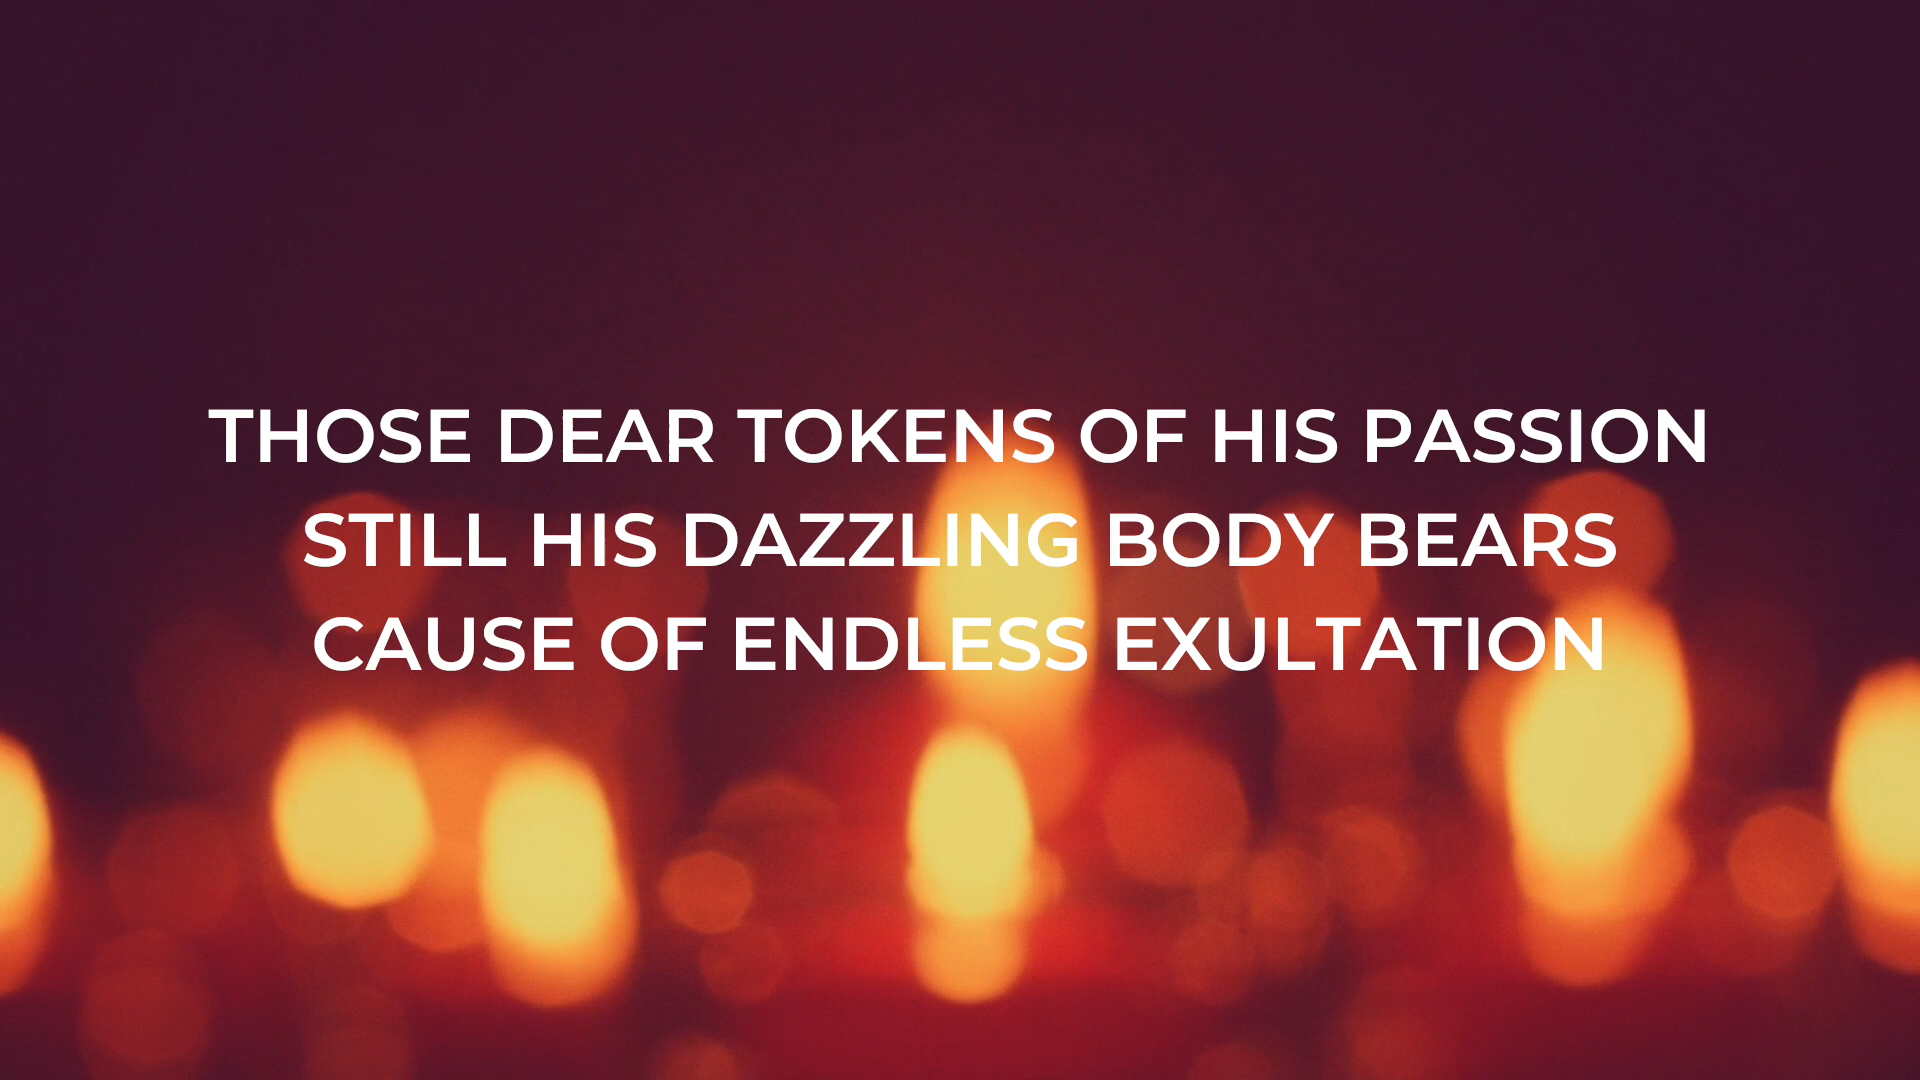 THOSE DEAR TOKENS OF HIS PASSION
STILL HIS DAZZLING BODY BEARS
CAUSE OF ENDLESS EXULTATION